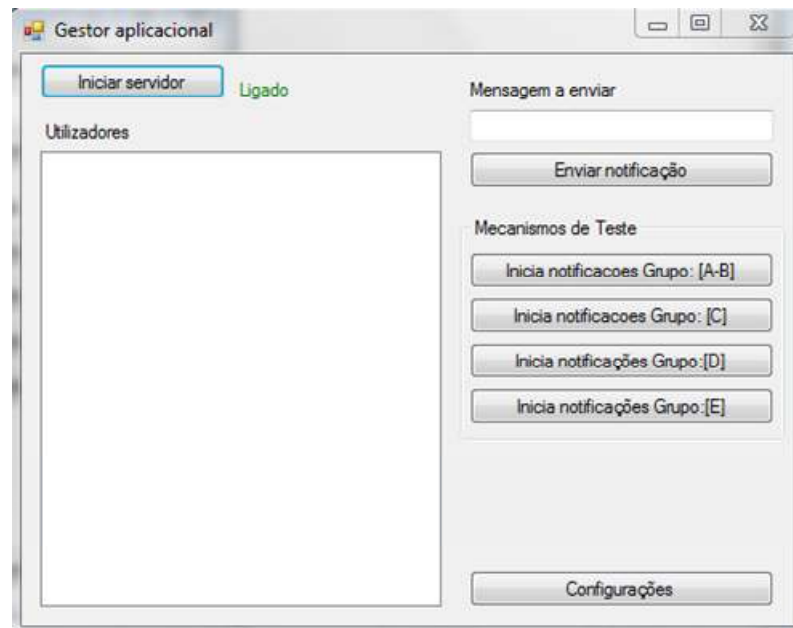 Gestor aplicacional
Iniciar servidor
Ligado
Utilizadores
Mensagem a enviar
Enviar notificação
Mecanismos de Teste
Inicia notificacoes Grupo: [A-B]
Inicia notificacoes Grupo: [C]
Inicia notificações Grupo:[D]
Inicia notificações Grupo:[E]
Configurações